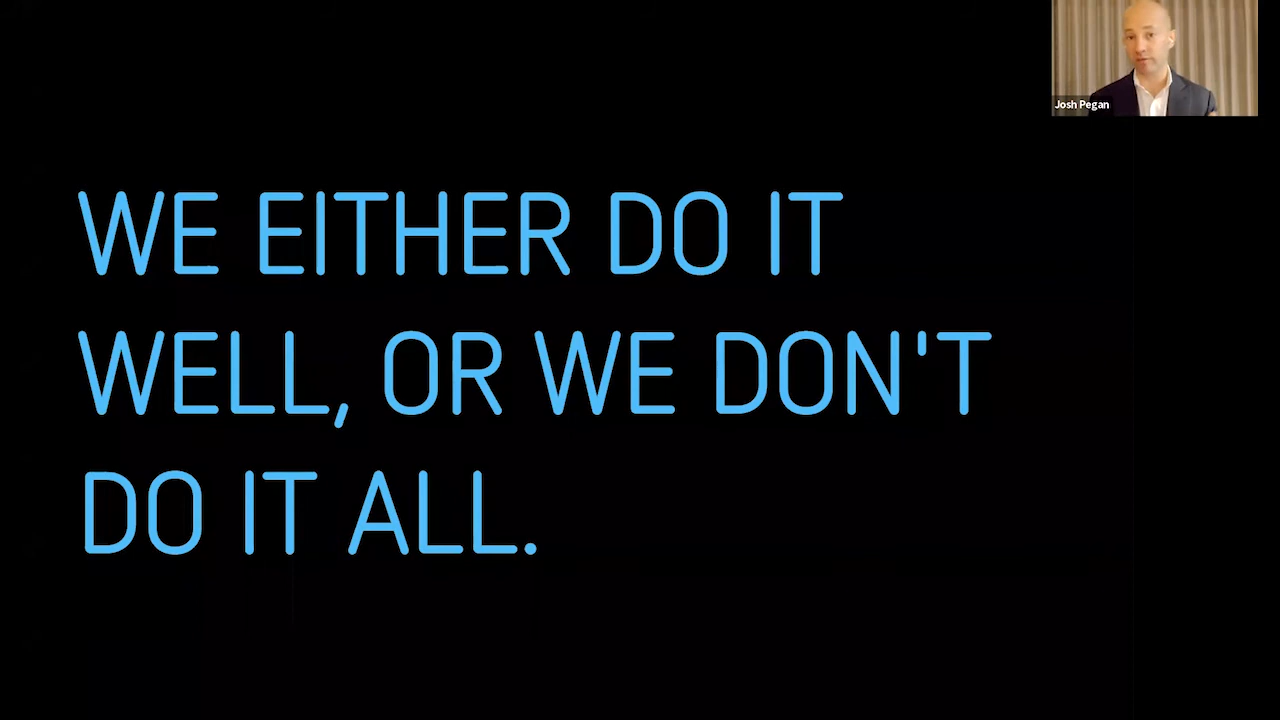 Josh Pegan
WE EITHER DO IT
WELL, OR WE DON'T
DO IT ALL.